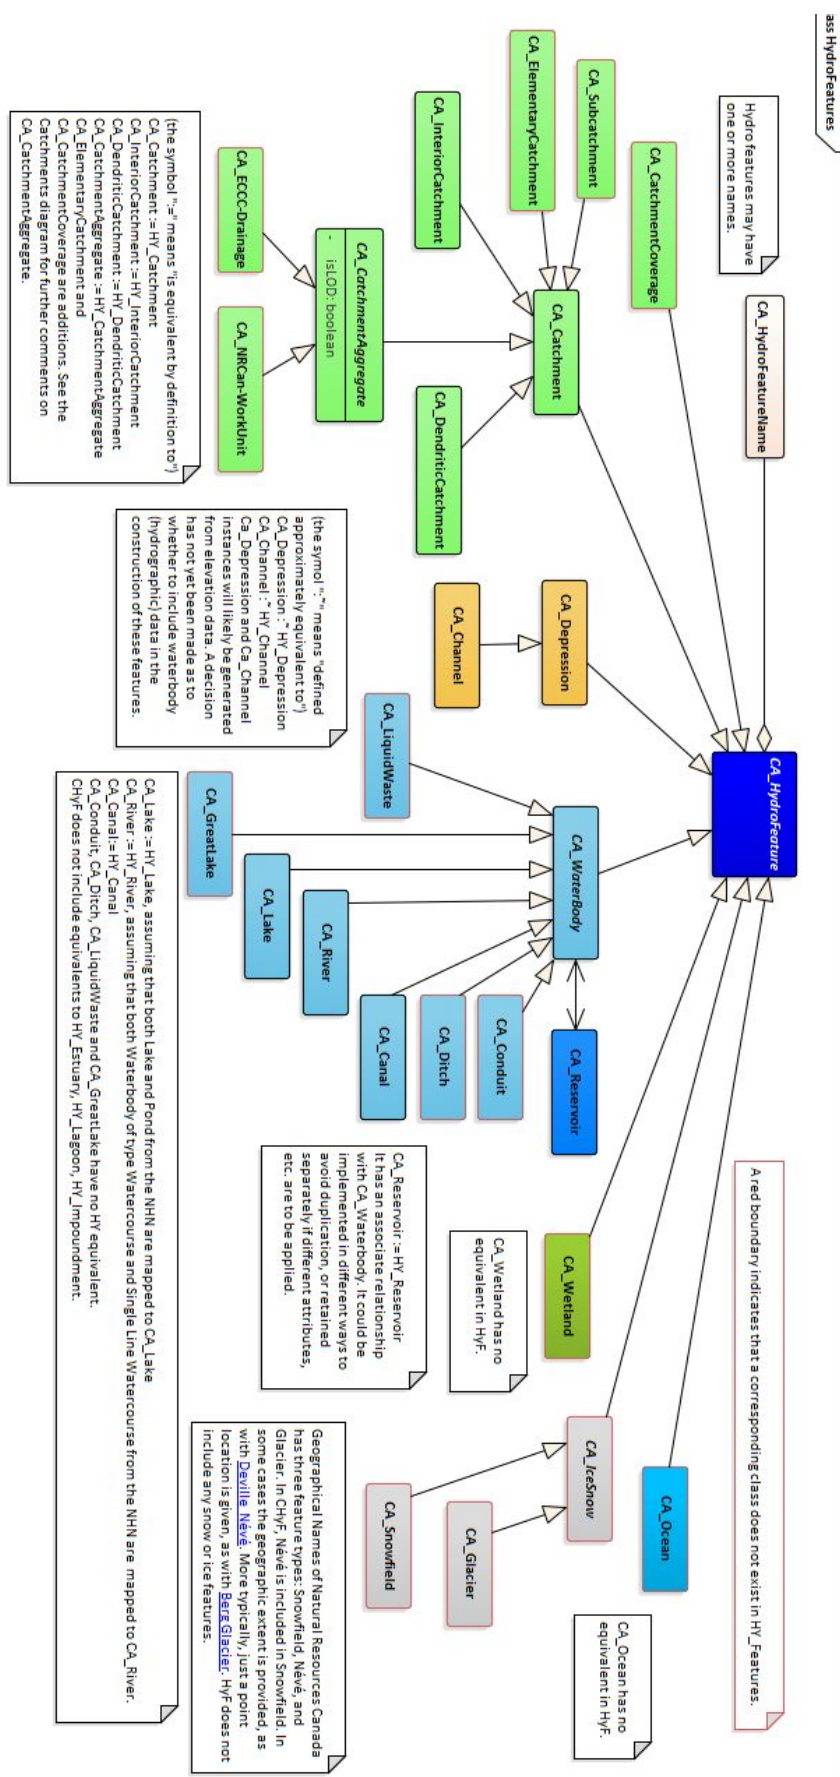 ass HydroFeatures
Hydro features may have
one or more names.
CA_HydroFeatureName
CA_HydroFeature
A red boundary indicates that a corresponding class does not exist in HY_Features.
CA_CatchmentCoverage
CA_Subcatchment
CA_ElementaryCatchment
CA_InteriorCatchment
CA_Catchment
CA_DendriticCatchment
CA_CatchmentAggregate
- isLOD: boolean
CA_ECCC-Drainage
CA_NRCan-WorkUnit
(the symbol ":=" means "is equivalent by definition to")
CA_Catchment := HY_Catchment
CA_InteriorCatchment := HY_InteriorCatchment
CA_DendriticCatchment := HY_DendriticCatchment
CA_CatchmentAggregate := HY_CatchmentAggregate
CA_ElementaryCatchment and
CA_CatchmentCoverage are additions. See the
Catchments diagram for further comments on
CA_CatchmentAggregate.
CA_Depression
CA_Channel
(the symol ":~" means "defined
approximately equivalent to")
CA_Depression :~ HY_Depression
CA_Channel :~ HY_Channel
Ca_Depression and Ca_Channel
instances will likely be generated
from elevation data. A decision
has not yet been made as to
whether to include waterbody
(hydrographic) data in the
construction of these features.
CA_WaterBody
CA_Reservoir
CA_LiquidWaste
CA_GreatLake
CA_Lake
CA_River
CA_Canal
CA_Ditch
CA_Conduit
CA_Lake := HY_Lake, assuming that both Lake and Pond from the NHN are mapped to CA_Lake
CA_River := HY_River, assuming that both Waterbody of type Watercourse and Single Line Watercourse from the NHN are mapped to CA_River.
CA_Canal:= HY_Canal
CA_Conduit, CA_Ditch, CA_LiquidWaste and CA_GreatLake have no HY equivalent.
CHyF does not include equivalents to HY_Estuary, HY_Lagoon, HY_Impoundment.
CA_Reservoir := HY_Reservoir
It has an associate relationship
with CA_Waterbody. It could be
implemented in different ways to
avoid duplication, or retained
separately if different attributes,
etc. are to be applied.
CA_Wetland
CA_Wetland has no
equivalent in HyF.
CA_IceSnow
CA_Snowfield
CA_Glacier
CA_Ocean
CA_Ocean has no
equivalent in HyF.
Geographical Names of Natural Resources Canada
has three feature types: Snowfield, Névé, and
Glacier. In CHyF, Névé is included in Snowfield. In
some cases the geographic extent is provided, as
with Deville Névé. More typically, just a point
location is given, as with Berg Glacier. HyF does not
include any snow or ice features.